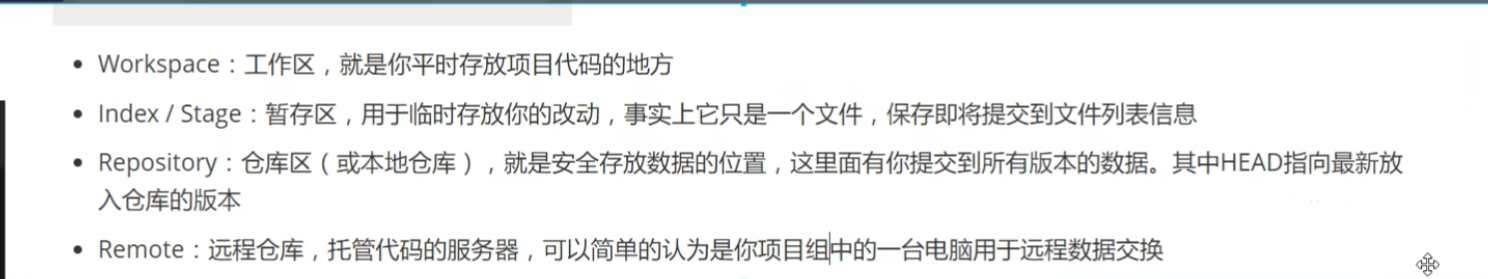 Workspace：工作区，就是你平时存放项目代码的地方
Index / Stage：暂存区，用于临时存放你的改动，事实上它只是一个文件，保存即将提交到文件列表信息
Repository：仓库区（或本地仓库），就是安全存放数据的位置，这里面有你提交到所有版本的数据。其中HEAD指向最新放
入仓库的版本
Remote：远程仓库，托管代码的服务器，可以简单的认为是你项目组中的一台电脑用于远程数据交换